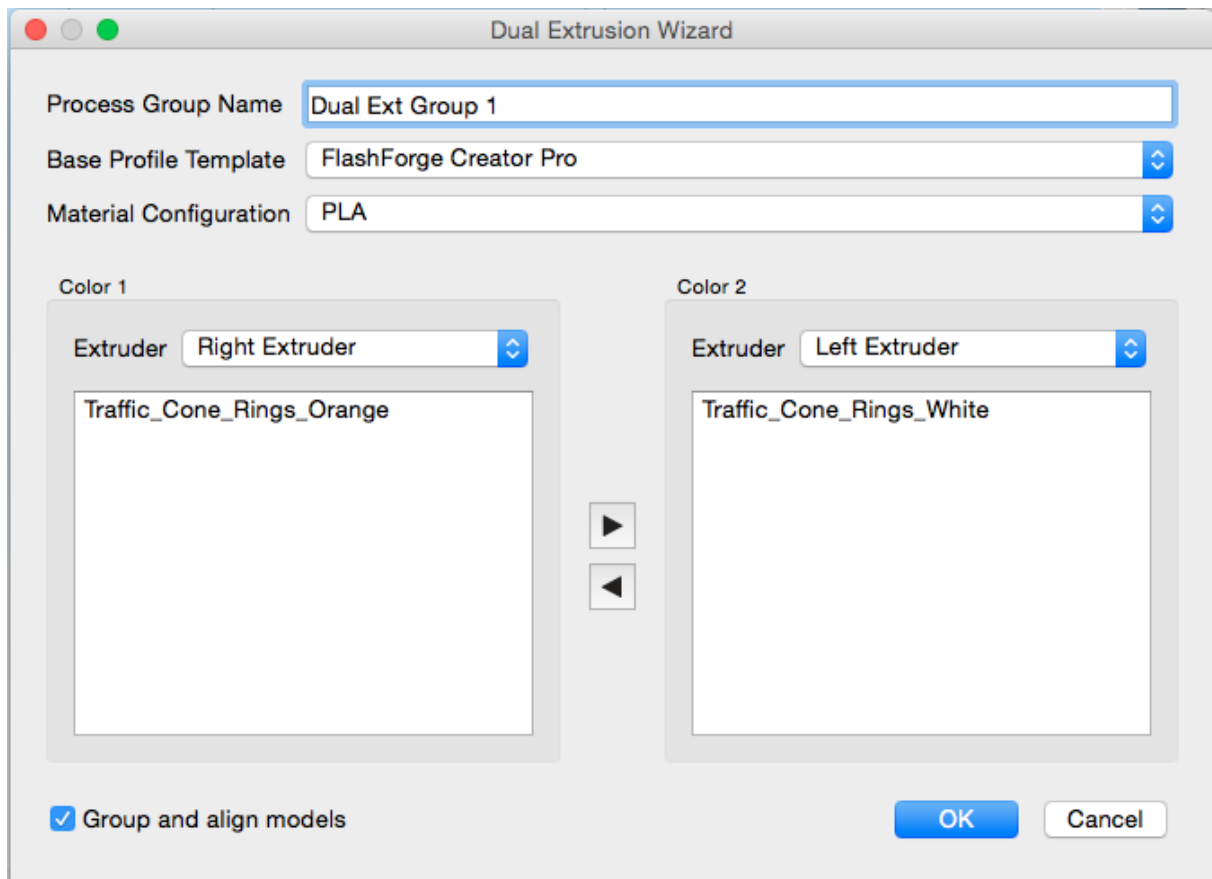 Dual Extrusion Wizard
Process Group Name Dual Ext Group 1
Base Profile Template FlashForge Creator Pro
Material Configuration PLA
Color 1
Extruder Right Extruder
Traffic_Cone_Rings_Orange
Color 2
Extruder Left Extruder
Traffic_Cone_Rings_White
Group and align models
OK
Cancel